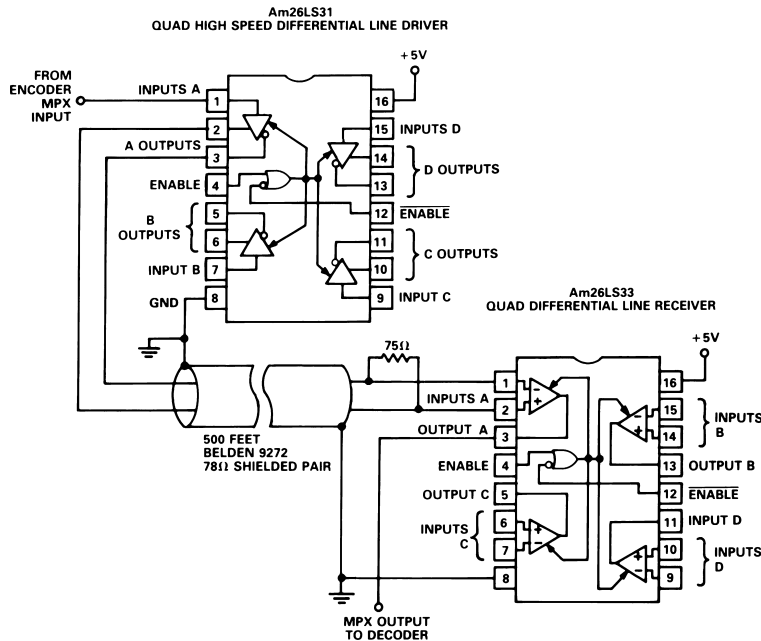 Am26LS31
QUAD HIGH SPEED DIFFERENTIAL LINE DRIVER
+5V
FROM
ENCODER
MPX
INPUT
INPUTS A
A OUTPUTS
ENABLE
B
OUTPUTS
INPUT B
GND
1
2
3
4
5
6
7
8
16
15
14
13
12
11
10
9
INPUTS D
D OUTPUTS
ENABLE
C OUTPUTS
INPUT C
Am26LS33
QUAD DIFFERENTIAL LINE RECEIVER
+5V
75Ω
500 FEET
BELDEN 9272
78Ω SHIELDED PAIR
INPUTS A
OUTPUT A
ENABLE
OUTPUT C
INPUTS
C
1
2
3
4
5
6
7
8
-
+
+
-
-
+
+
-
16
15
14
13
12
11
10
9
INPUTS
B
OUTPUT B
ENABLE
INPUT D
INPUTS
D
MPX OUTPUT
TO DECODER